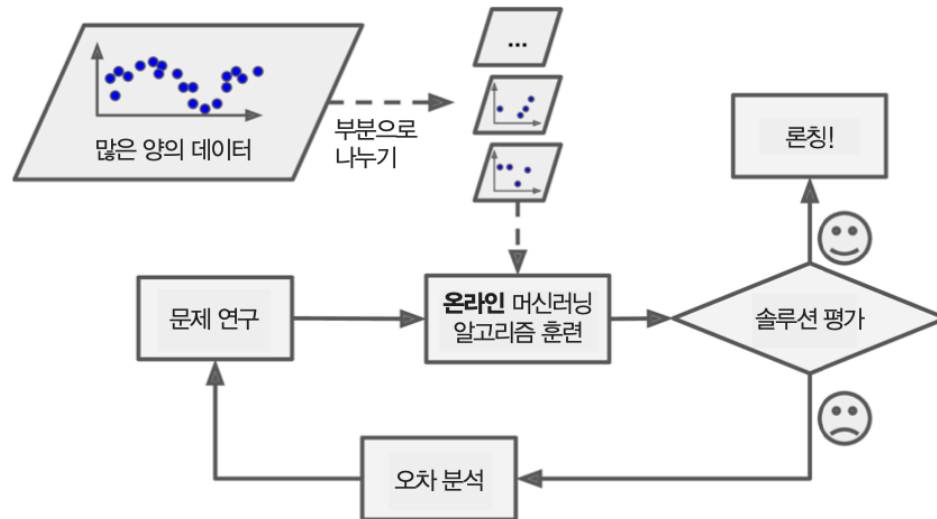 ...
많은 양의 데이터
부분으로
나누기
론칭!
문제 연구
온라인 머신러닝
알고리즘 훈련
솔루션 평가
오차 분석